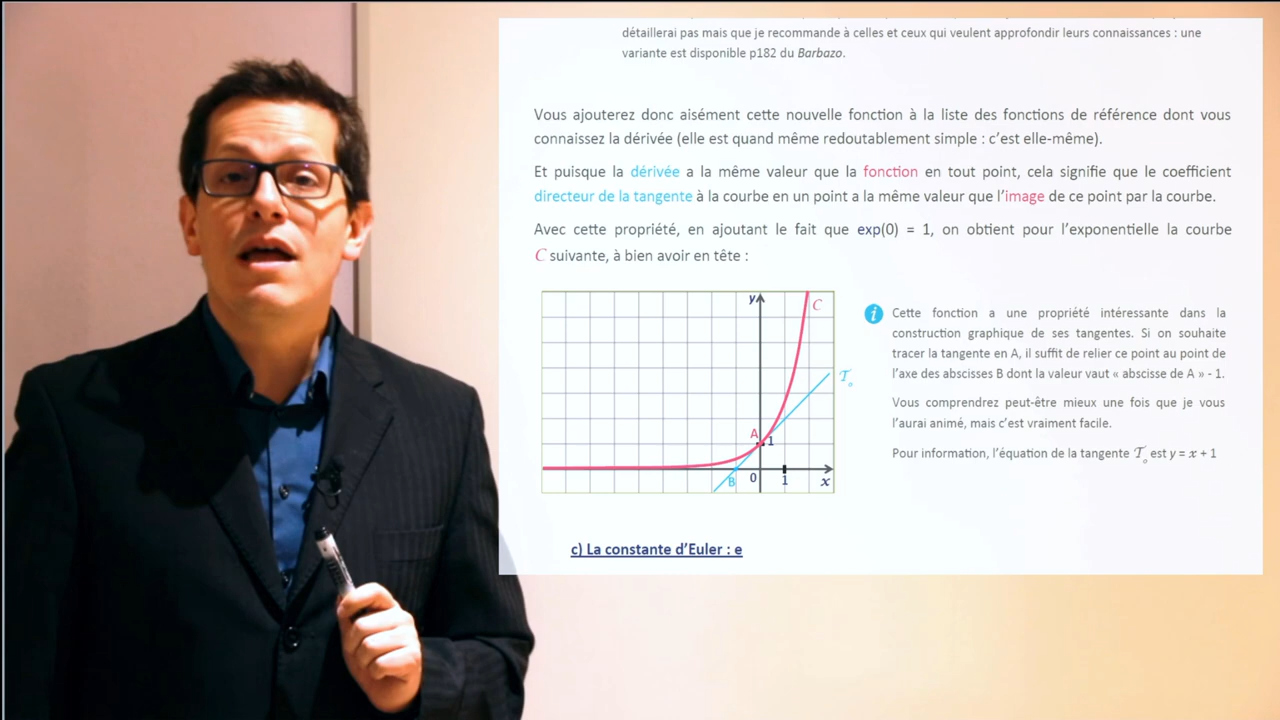 détaillerai pas mais que je recommande à celles et ceux qui veulent approfondir leurs connaissances : une
variante est disponible p182 du Barbazo.
Vous ajouterez donc aisément cette nouvelle fonction à la liste des fonctions de référence dont vous
connaissez la dérivée (elle est quand même redoutablement simple : c’est elle-même).
Et puisque la dérivée a la même valeur que la fonction en tout point, cela signifie que le coefficient
directeur de la tangente à la courbe en un point a la même valeur que l’image de ce point par la courbe.
Avec cette propriété, en ajoutant le fait que exp(0) = 1, on obtient pour l’exponentielle la courbe
C suivante, à bien avoir en tête :
y
C
T₀
A
1
B
0
1
x
Cette fonction a une propriété intéressante dans la
construction graphique de ses tangentes. Si on souhaite
tracer la tangente en A, il suffit de relier ce point au point de
l’axe des abscisses B dont la valeur vaut « abscisse de A » - 1.
Vous comprendrez peut-être mieux une fois que je vous
l’aurai animé, mais c’est vraiment facile.
Pour information, l’équation de la tangente T₀ est y = x + 1
c) La constante d’Euler : e